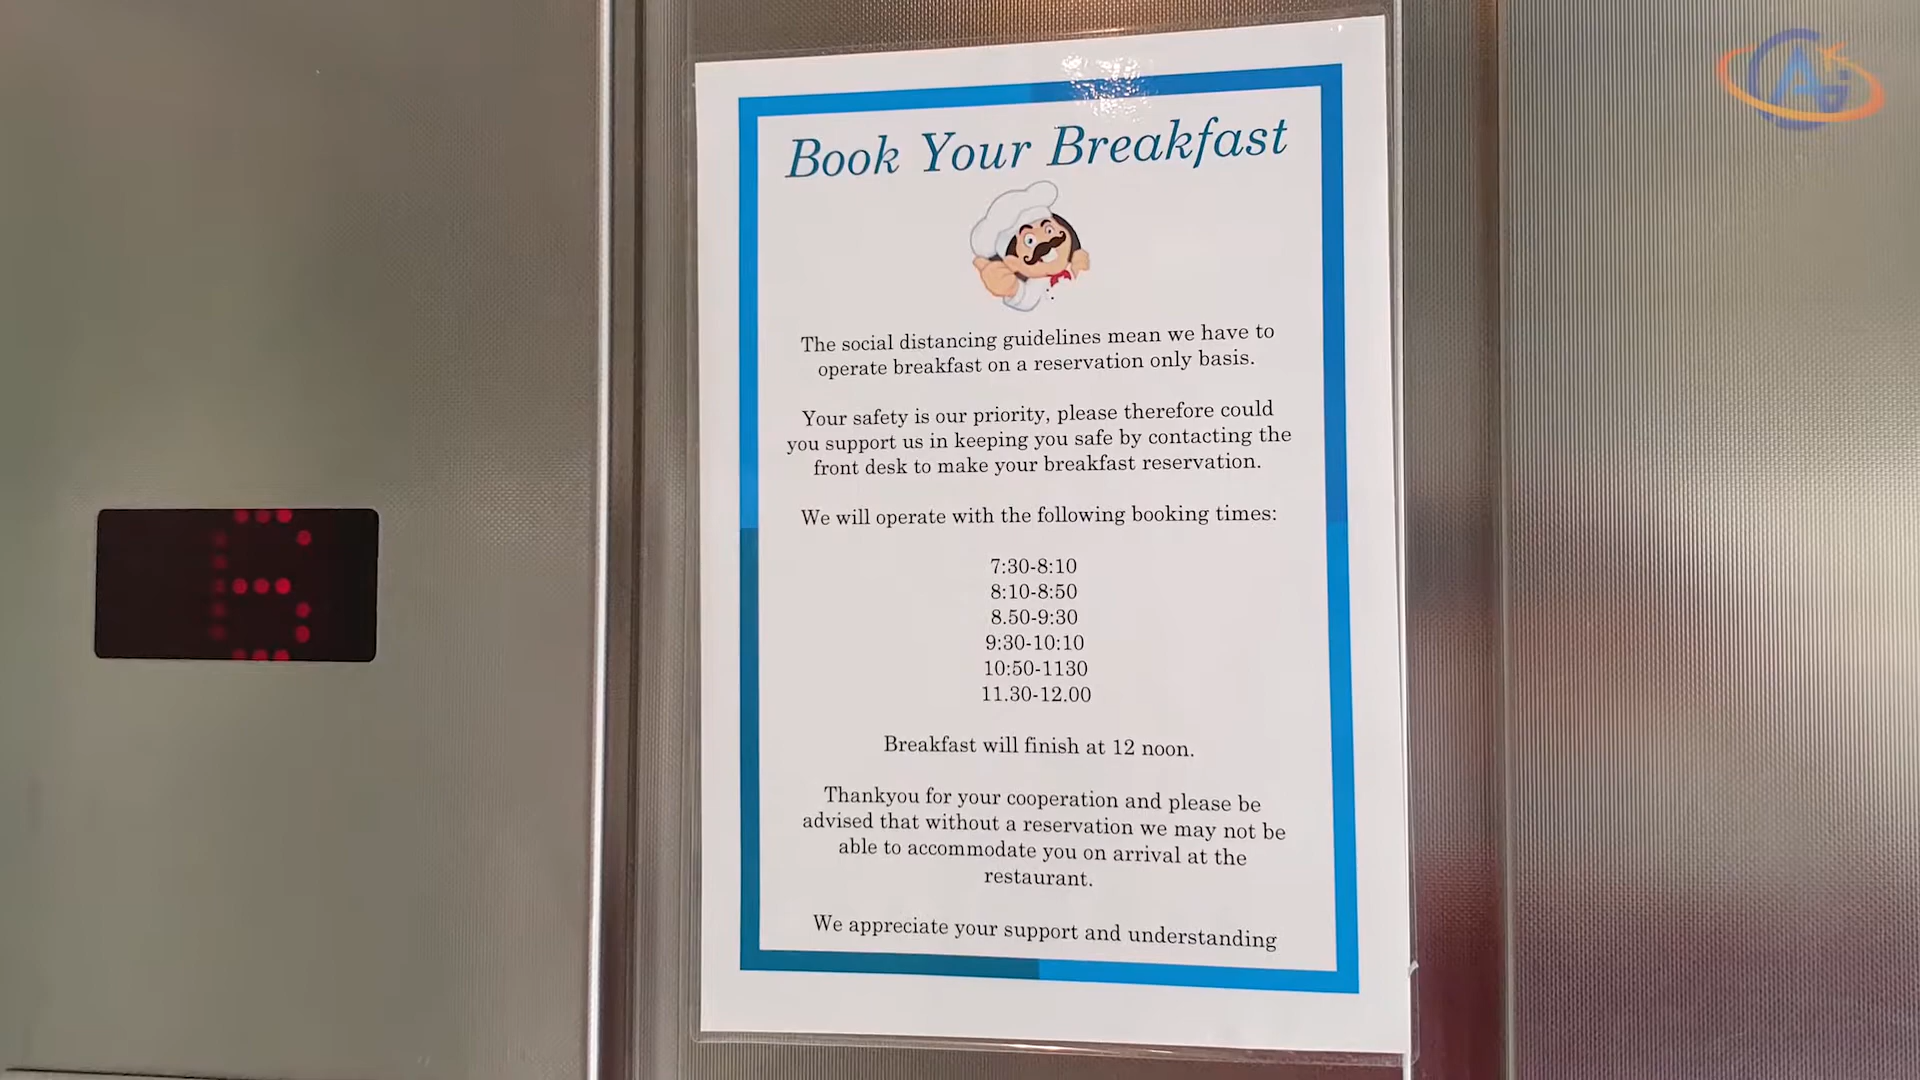 Book Your Breakfast
The social distancing guidelines mean we have to
operate breakfast on a reservation only basis.
Your safety is our priority, please therefore could
you support us in keeping you safe by contacting the
front desk to make your breakfast reservation.
We will operate with the following booking times:
7:30-8:10
8:10-8:50
8.50-9:30
9:30-10:10
10:50-1130
11.30-12.00
Breakfast will finish at 12 noon.
Thankyou for your cooperation and please be
advised that without a reservation we may not be
able to accommodate you on arrival at the
restaurant.
We appreciate your support and understanding